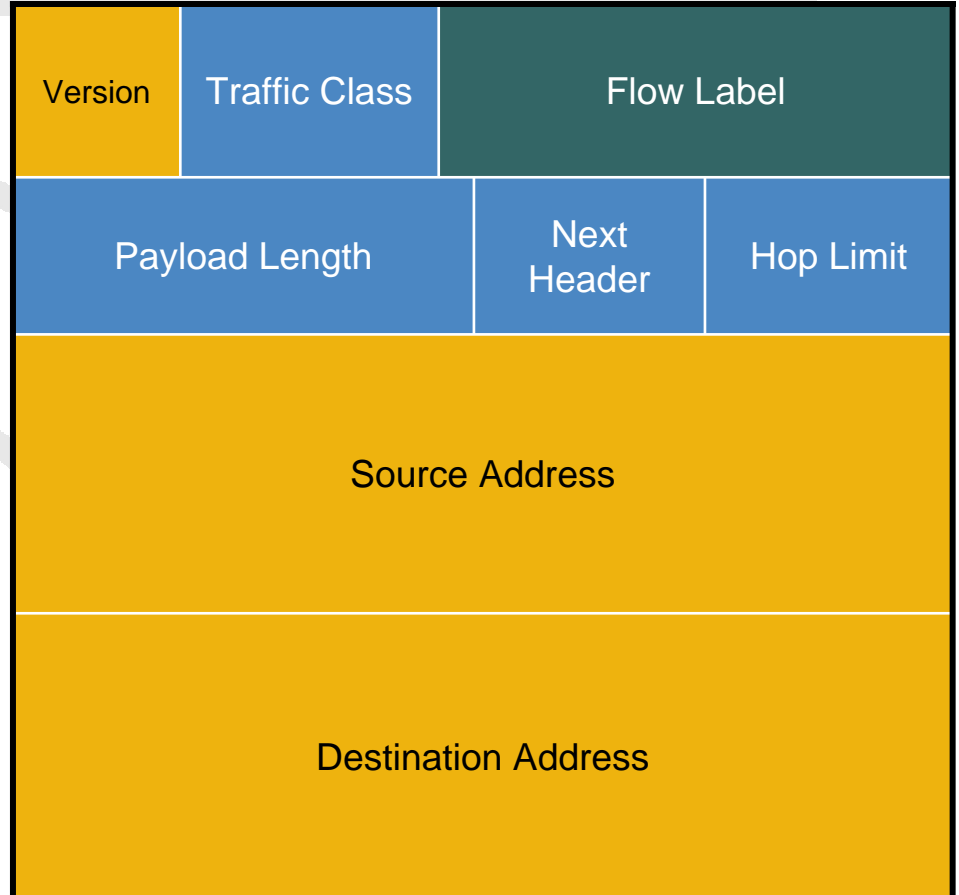 Version
Traffic Class
Flow Label
Payload Length
Next
Header
Hop Limit
Source Address
Destination Address